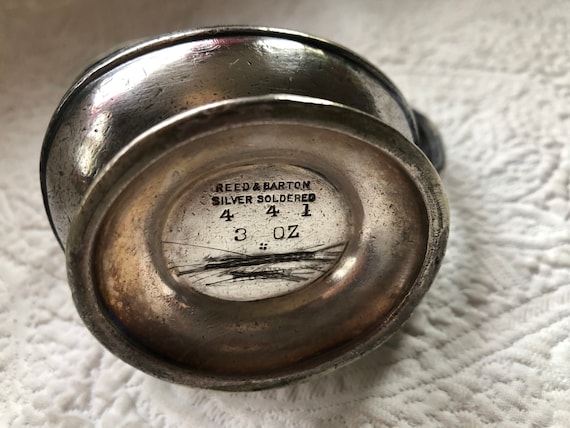 REED & BARTON
SILVER SOLDERED
4 4 1
3 OZ